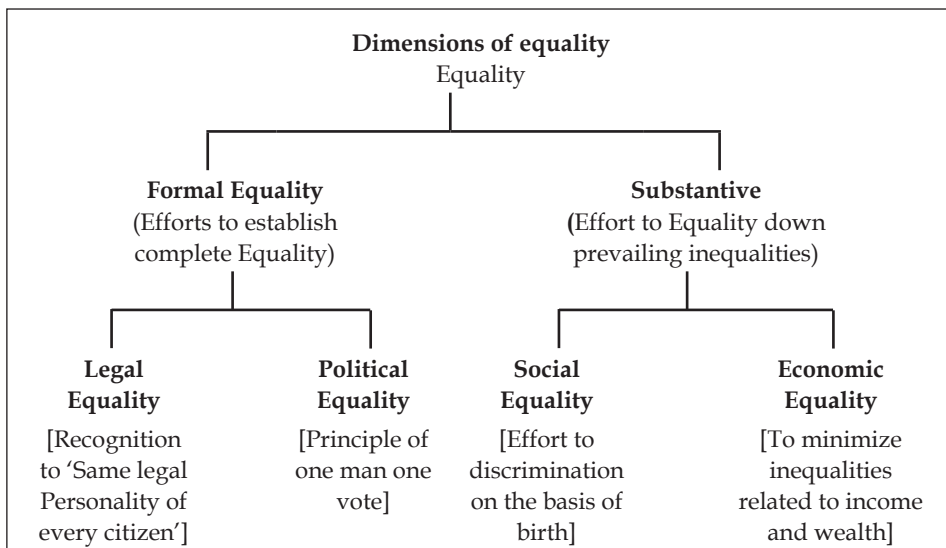 Dimensions of equality
Equality
Formal Equality
(Efforts to establish
complete Equality)
Substantive
(Effort to Equality down
prevailing inequalities)
Legal
Equality
[Recognition
to ‘Same legal
Personality of
every citizen’]
Political
Equality
[Principle of
one man one
vote]
Social
Equality
[Effort to
discrimination
on the basis of
birth]
Economic
Equality
[To minimize
inequalities
related to income
and wealth]